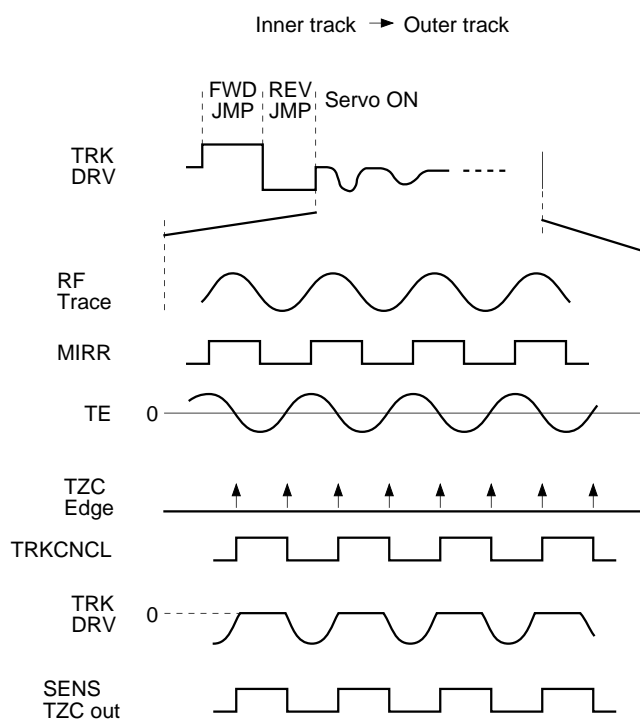 Inner track → Outer track
FWD JMP
REV JMP
Servo ON
TRK
DRV
RF
Trace
MIRR
TE
0
TZC
Edge
TRKCNCL
TRK
DRV
0
SENS
TZC out